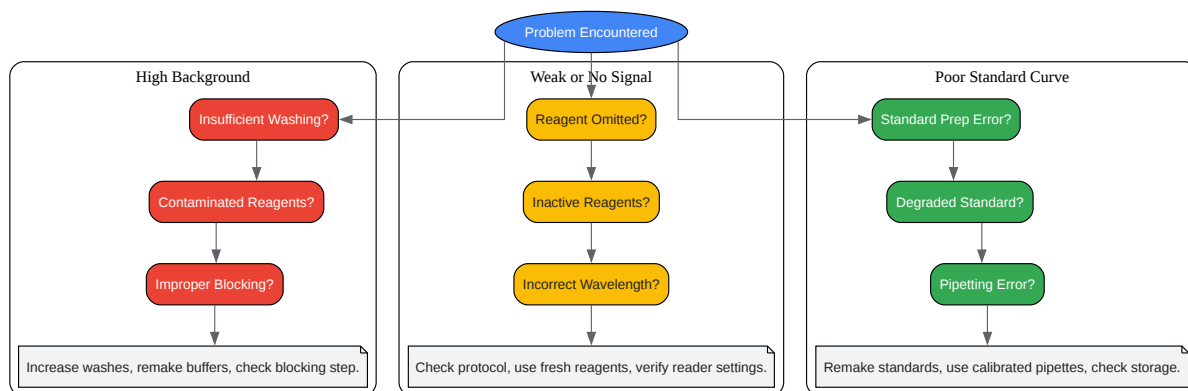 Problem Encountered
High Background
Insufficient Washing?
Contaminated Reagents?
Improper Blocking?
Increase washes, remake buffers, check blocking step.
Weak or No Signal
Reagent Omitted?
Inactive Reagents?
Incorrect Wavelength?
Check protocol, use fresh reagents, verify reader settings.
Poor Standard Curve
Standard Prep Error?
Degraded Standard?
Pipetting Error?
Remake standards, use calibrated pipettes, check storage.